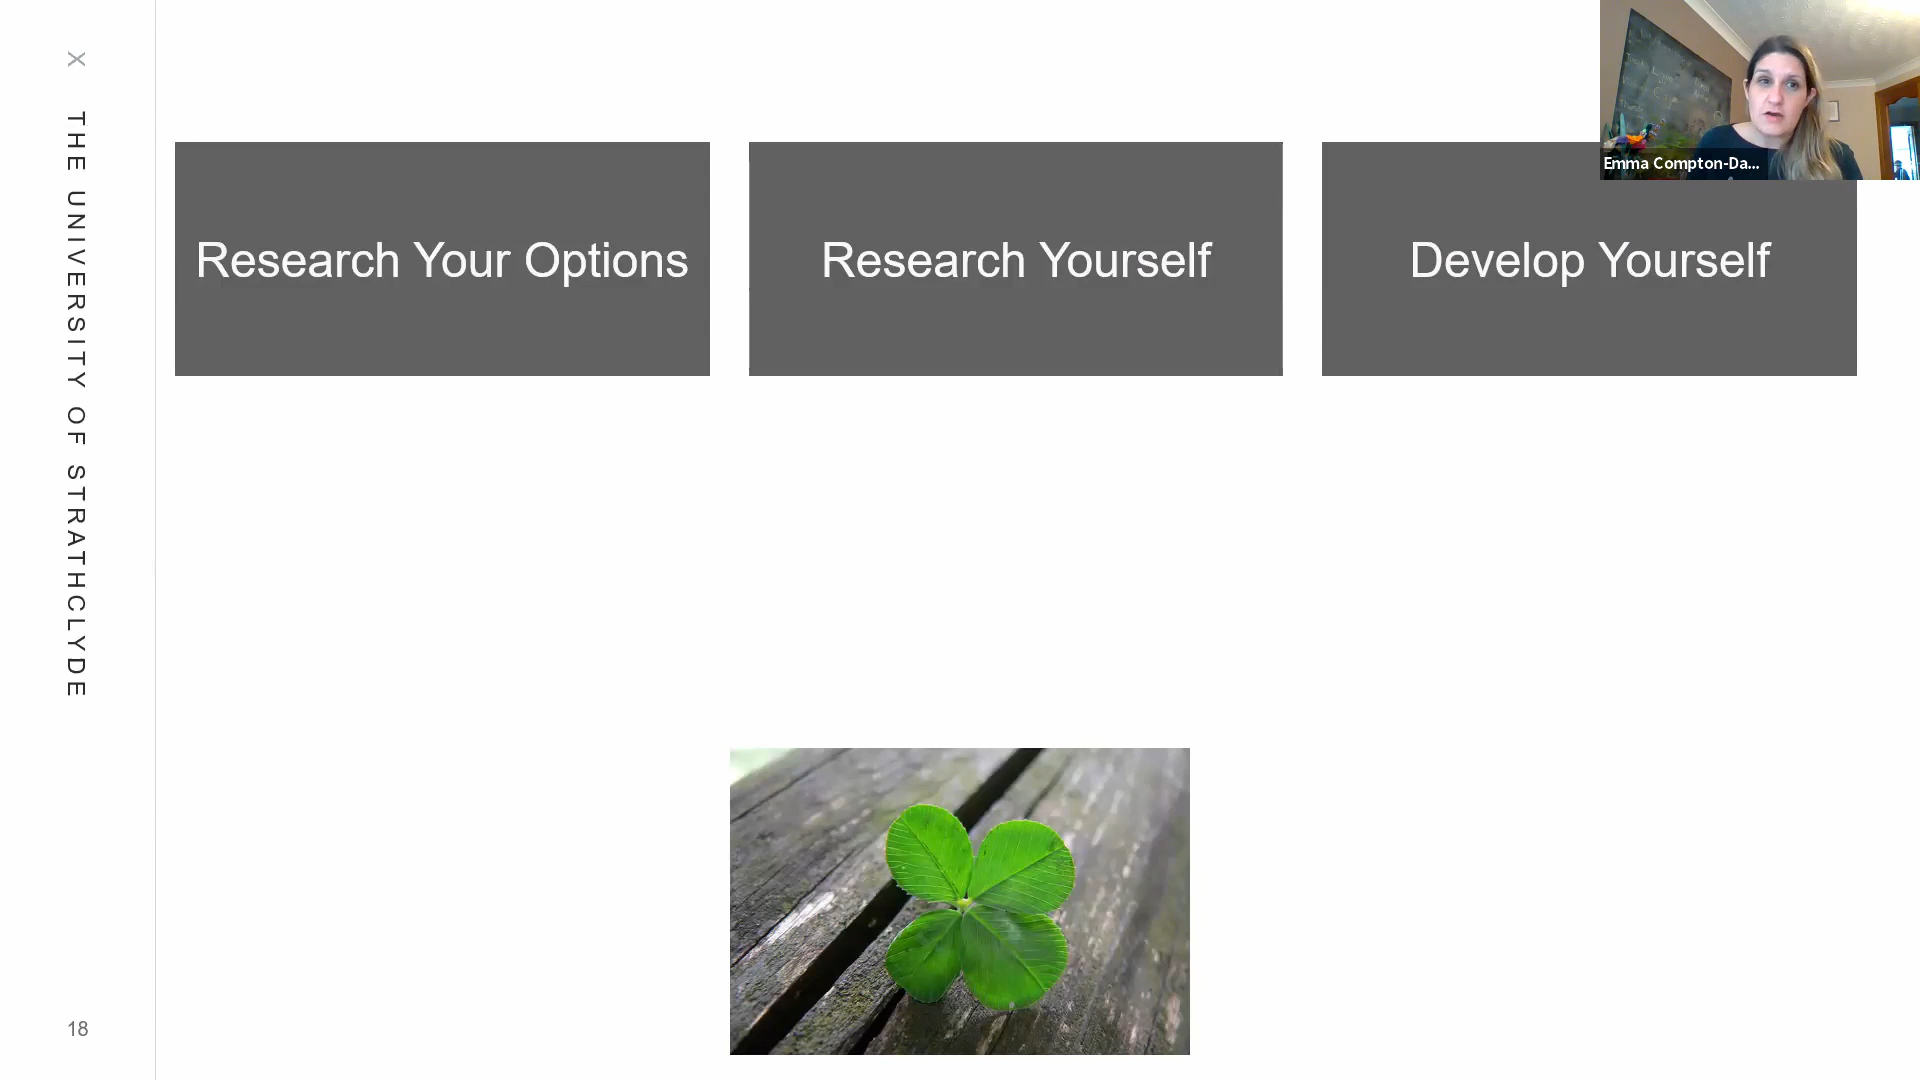 X THE UNIVERSITY OF STRATHCLYDE
Research Your Options
Research Yourself
Develop Yourself
Emma Compton-Da...
18